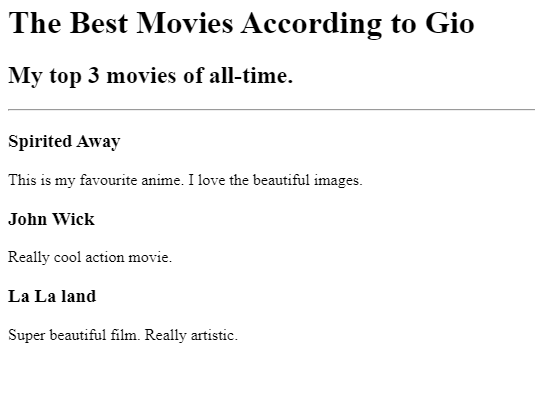 The Best Movies According to Gio
My top 3 movies of all-time.
Spirited Away
This is my favourite anime. I love the beautiful images.
John Wick
Really cool action movie.
La La land
Super beautiful film. Really artistic.